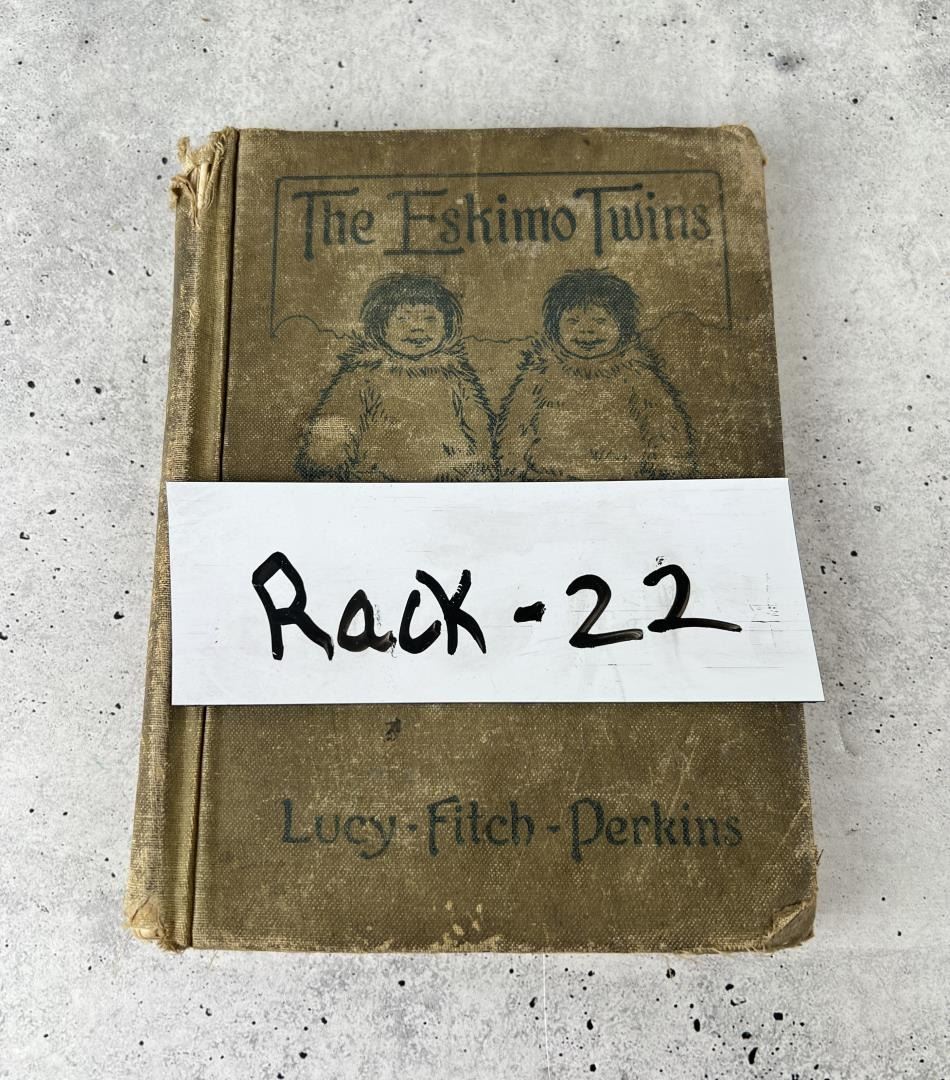 The Eskimo Twins
Rack - 22
Lucy - Fitch - Perkins